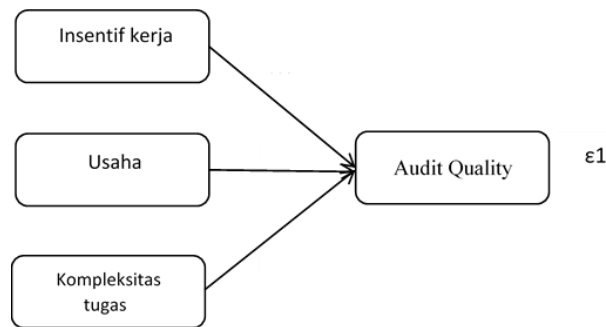 Insentif kerja
Usaha
Audit Quality
ε1
Kompleksitas
tugas